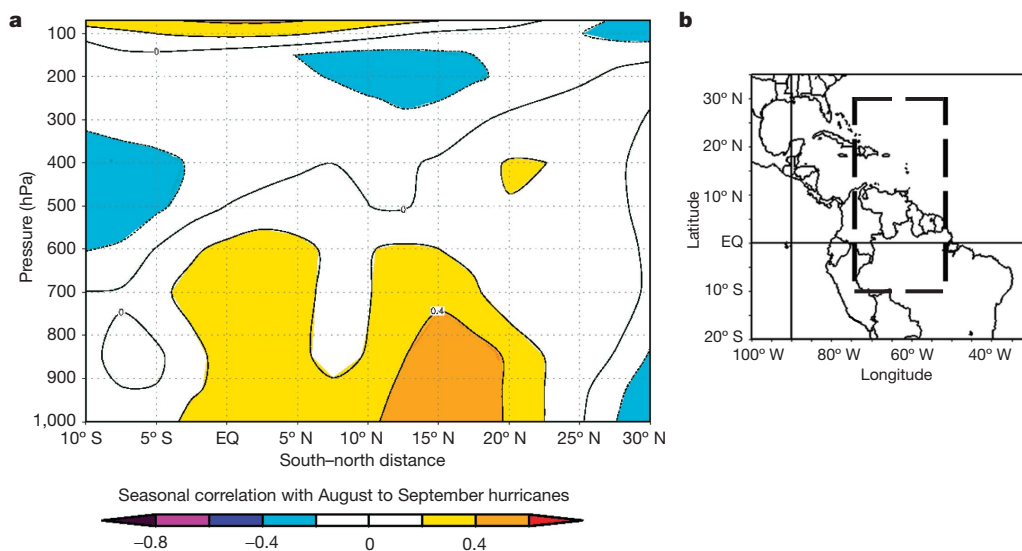 a
100
200
300
400
500
600
700
800
900
1,000
Pressure (hPa)
0
0
0
0.4
10° S
5° S
EQ
5° N
10° N
15° N
20° N
25° N
30° N
South–north distance
Seasonal correlation with August to September hurricanes
–0.8
–0.4
0
0.4
b
30° N
20° N
10° N
EQ
10° S
20° S
Latitude
100° W
80° W
60° W
40° W
Longitude